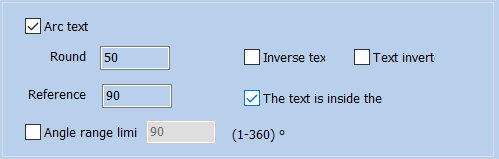 Arc text
Round 50 Inverse tex Text invert
Reference 90 The text is inside the
Angle range limi 90 (1-360) °